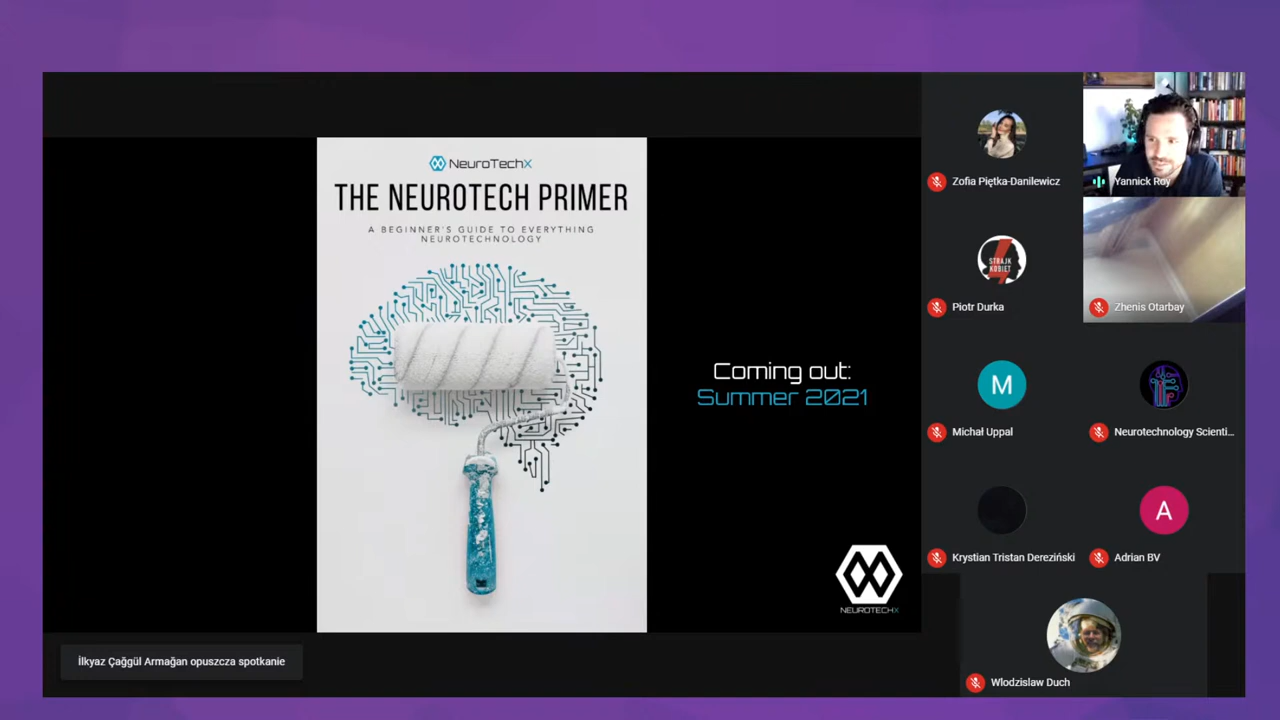 NeuroTechX
THE NEUROTECH PRIMER
A BEGINNER'S GUIDE TO EVERYTHING
NEUROTECHNOLOGY
Coming out:
Summer 2021
NEUROTECHX
Zofia Piętka-Danilewicz
Yannick Roy
STRAJK
KOBIET
Piotr Durka
Zhenis Otarbay
M
Michał Uppal
Neurotechnology Scienti...
Krystian Tristan Dereziński
A
Adrian BV
Wlodzislaw Duch
İlkyaz Çağgül Armağan opuszcza spotkanie